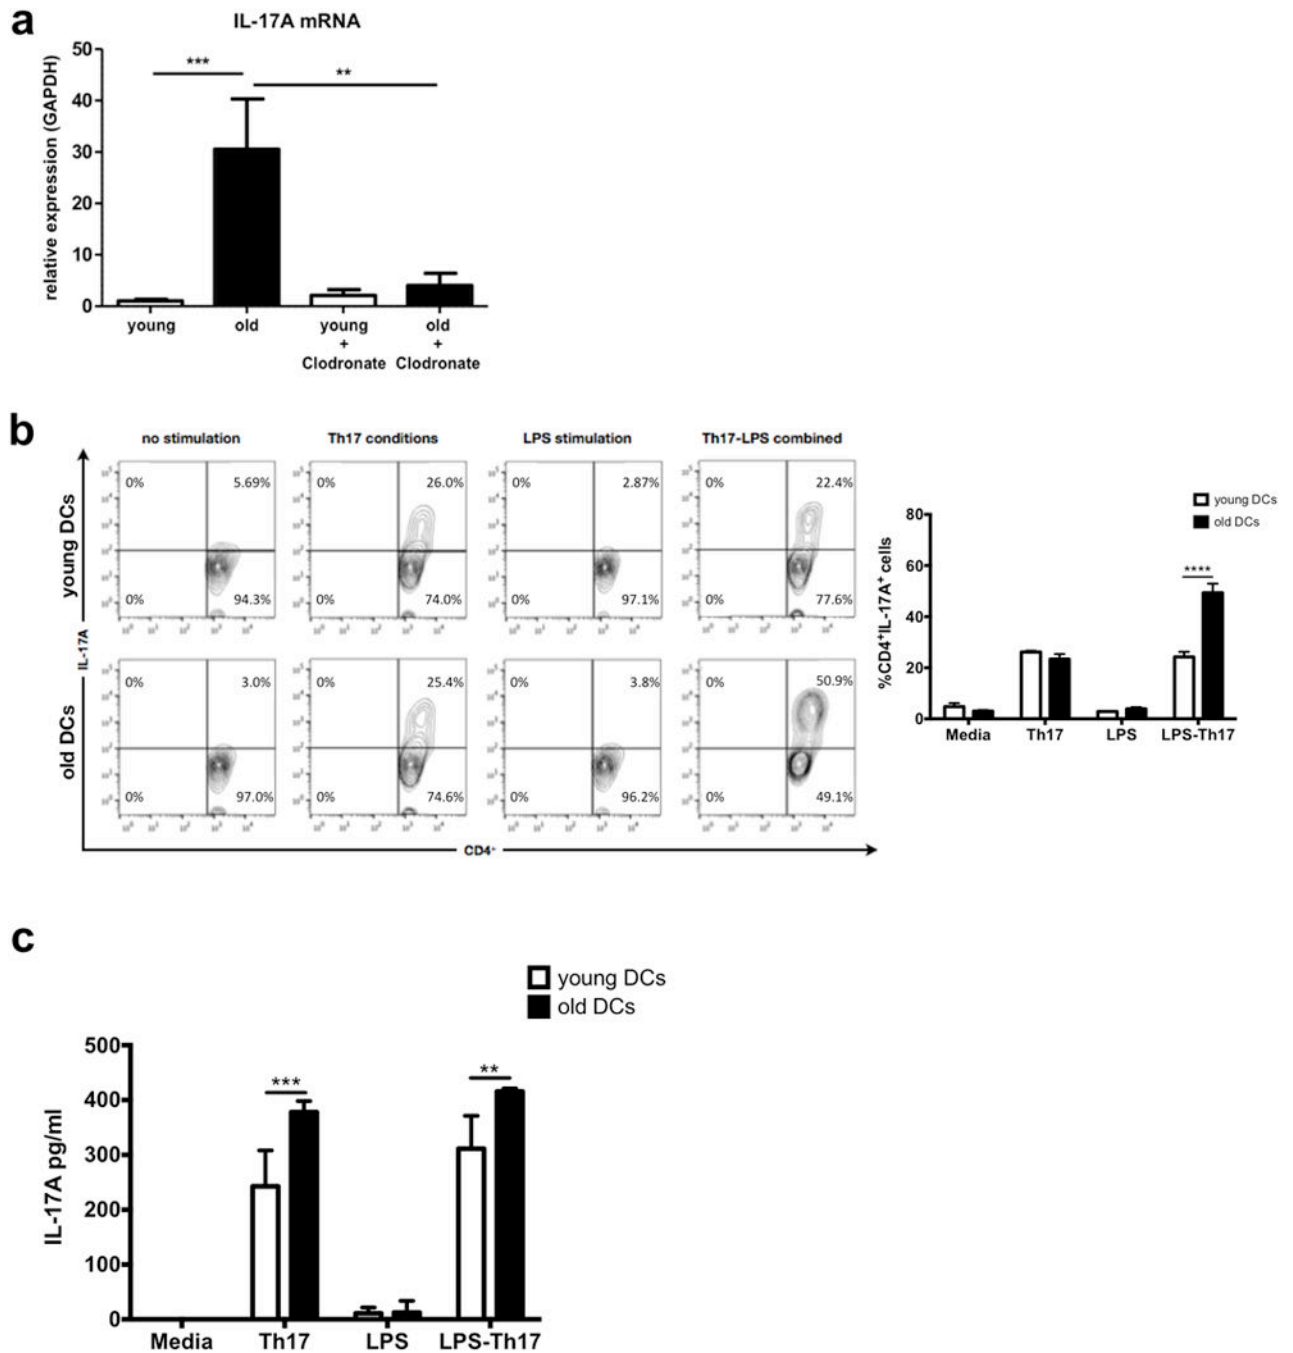 a
IL-17A mRNA
relative expression (GAPDH)
50
40
30
20
10
0
***
**
young
old
young
+
Clodronate
old
+
Clodronate
b
no stimulation
Th17 conditions
LPS stimulation
Th17-LPS combined
young DCs
0% 5.69%
0% 94.3%
0% 26.0%
0% 74.0%
0% 2.87%
0% 97.1%
0% 22.4%
0% 77.6%
IL-17A
old DCs
0% 3.0%
0% 97.0%
0% 25.4%
0% 74.6%
0% 3.8%
0% 96.2%
0% 50.9%
0% 49.1%
CD4+
young DCs
old DCs
%CD4+IL-17A+ cells
80
60
40
20
0
****
Media Th17 LPS LPS-Th17
c
young DCs
old DCs
IL-17A pg/ml
500
400
300
200
100
0
***
**
Media Th17 LPS LPS-Th17